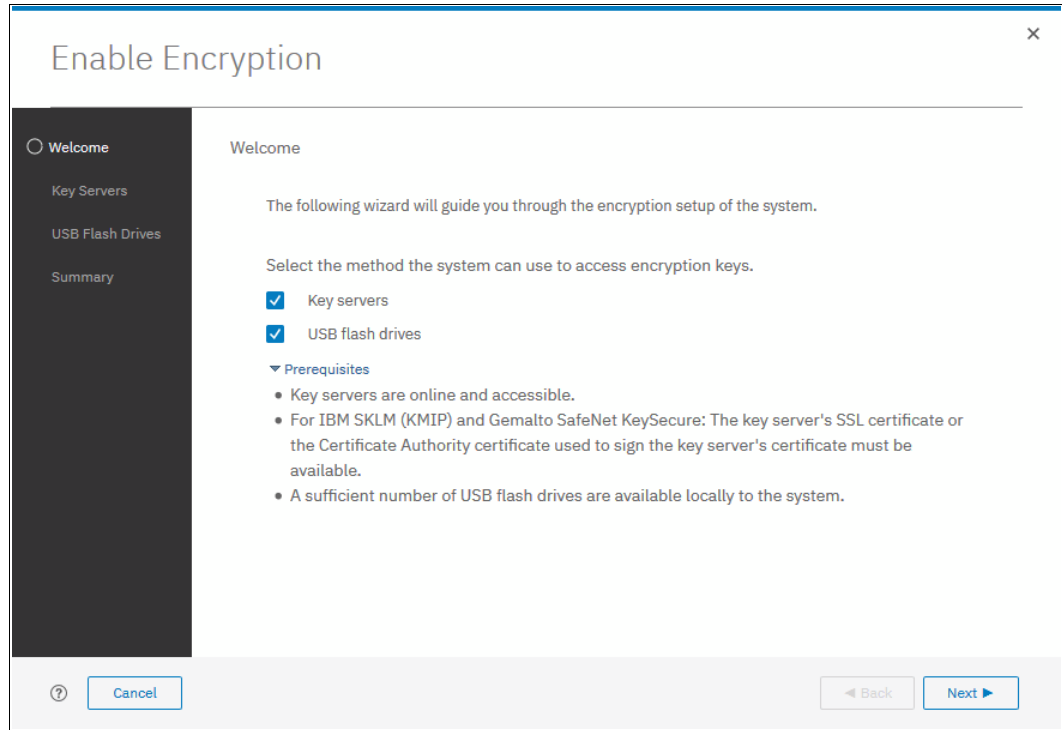 Enable Encryption
Welcome
Key Servers
USB Flash Drives
Summary
Welcome
The following wizard will guide you through the encryption setup of the system.
Select the method the system can use to access encryption keys.
Key servers
USB flash drives
Prerequisites
• Key servers are online and accessible.
• For IBM SKLM (KMIP) and Gemalto SafeNet KeySecure: The key server's SSL certificate or
the Certificate Authority certificate used to sign the key server's certificate must be
available.
• A sufficient number of USB flash drives are available locally to the system.
Cancel
Back
Next